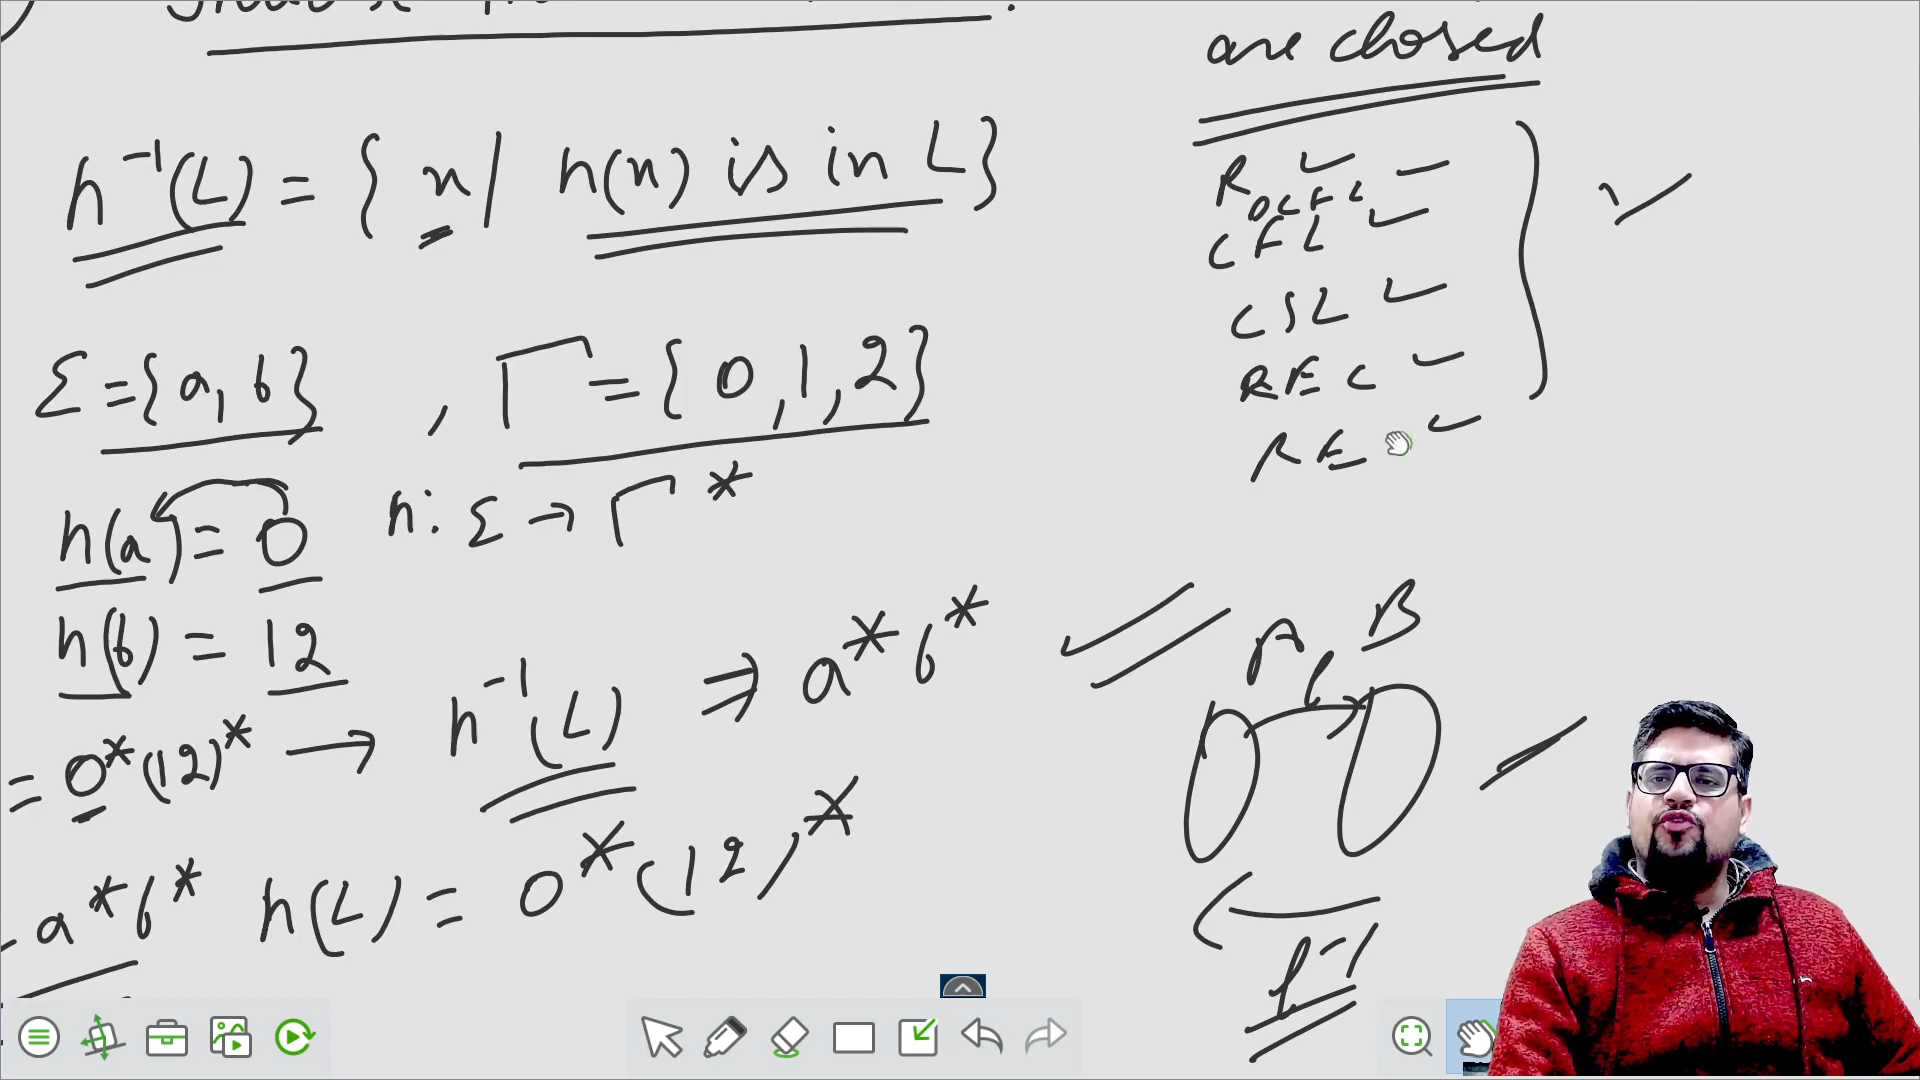 h⁻¹(L) = { x | h(x) is in L}
Σ = {a, b} , Γ = {0, 1, 2}
h(a) = 0 h: Σ → Γ*
h(b) = 12
= 0*(12)* → h⁻¹(L) ⇒ a*b*
a*b* h(L) = 0*(12)*
are closed
R ✓
DCFL
CFL ✓
CSL ✓
REC ✓
RE ✓
A B
f
f⁻¹